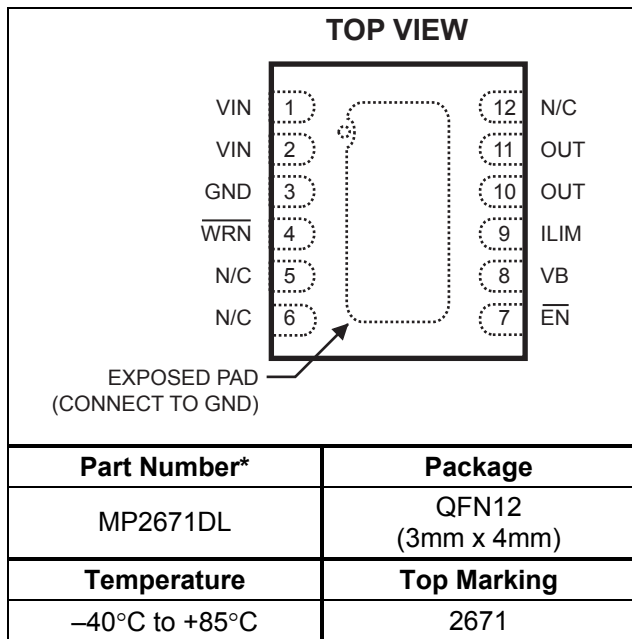 TOP VIEW
VIN 1 12 N/C
VIN 2 11 OUT
GND 3 10 OUT
WRN 4 9 ILIM
N/C 5 8 VB
N/C 6 7 EN
EXPOSED PAD
(CONNECT TO GND)
Part Number* Package
MP2671DL QFN12
(3mm x 4mm)
Temperature Top Marking
–40°C to +85°C 2671